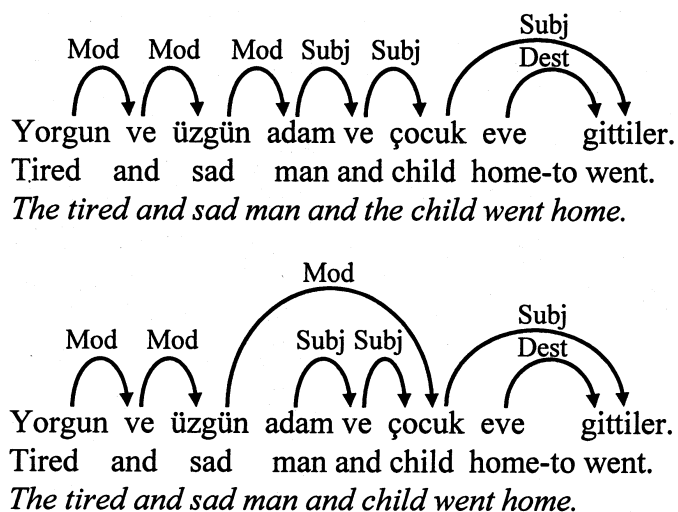 Subj
Mod Mod Mod Subj Subj Dest
Yorgun ve üzgün adam ve çocuk eve gittiler.
Tired and sad man and child home-to went.
The tired and sad man and the child went home.
Mod
Subj
Mod Mod Subj Subj Dest
Yorgun ve üzgün adam ve çocuk eve gittiler.
Tired and sad man and child home-to went.
The tired and sad man and child went home.